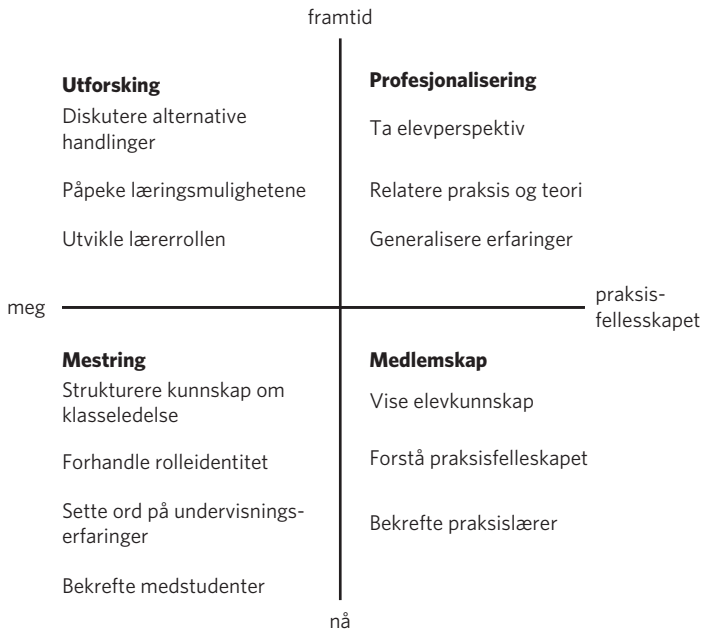 framtid
Utforsking
Diskutere alternative
handlinger
Påpeke læringsmulighetene
Utvikle lærerrollen
Profesjonalisering
Ta elevperspektiv
Relatere praksis og teori
Generalisere erfaringer
meg
praksis-
fellesskapet
Mestring
Strukturere kunnskap om
klasseledelse
Forhandle rolleidentitet
Sette ord på undervisnings-
erfaringer
Bekrefte medstudenter
Medlemskap
Vise elevkunnskap
Forstå praksisfelleskapet
Bekrefte praksislærer
nå